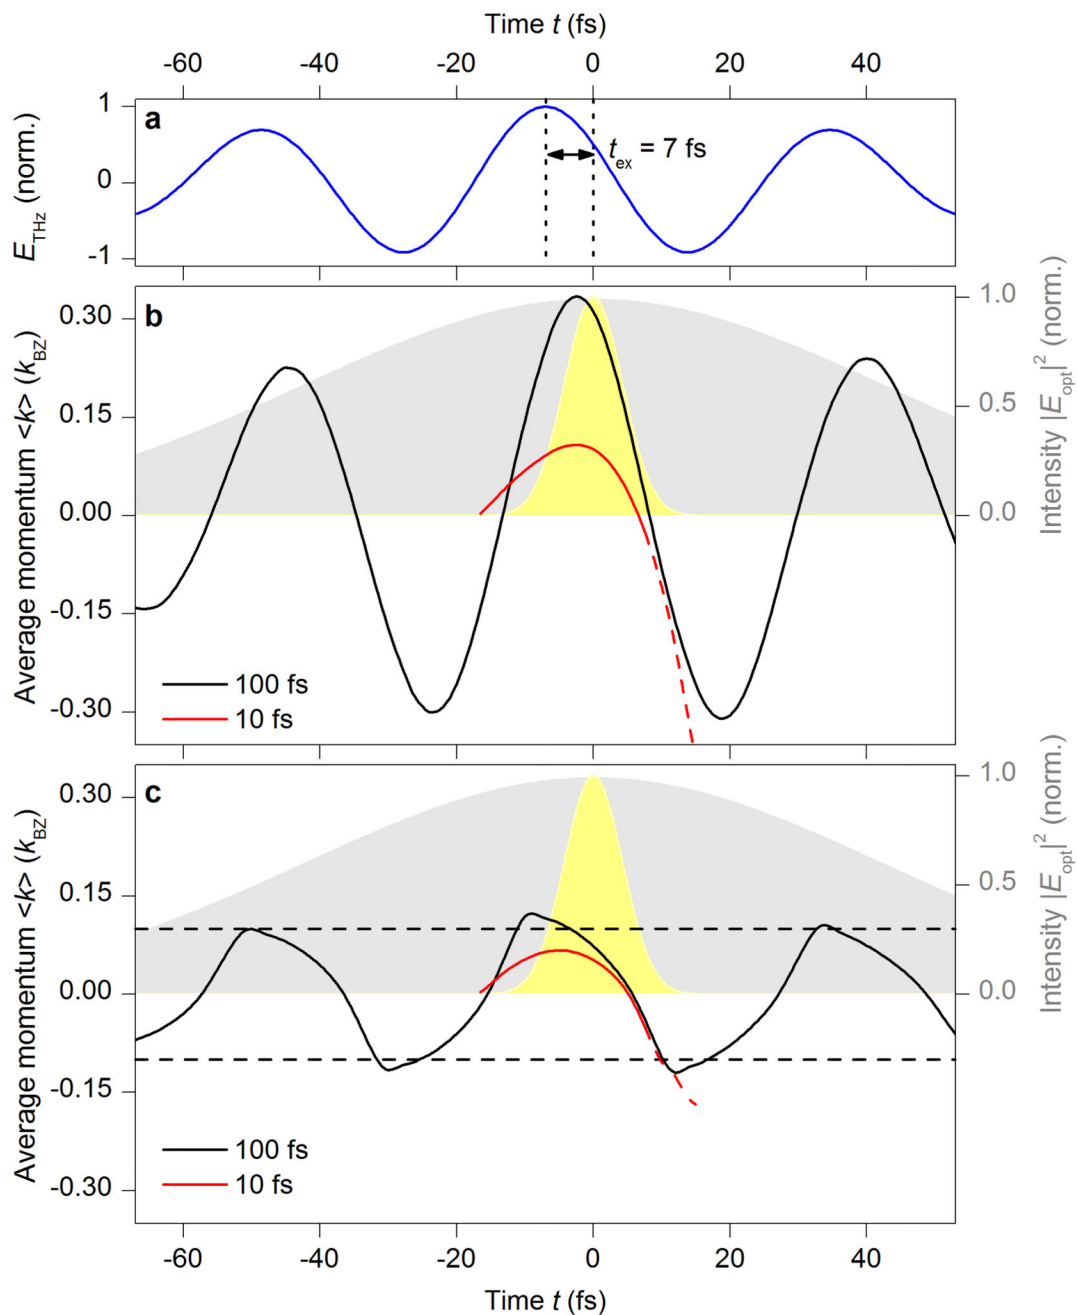 Time t (fs)
-60 -40 -20 0 20 40
E_THz (norm.)
1
0
-1
a
t_ex = 7 fs
Average momentum <k> (k_BZ)
0.30
0.15
0.00
-0.15
-0.30
b
100 fs
10 fs
1.0
0.5
0.0
Intensity |E_opt|² (norm.)
Average momentum <k> (k_BZ)
0.30
0.15
0.00
-0.15
-0.30
c
100 fs
10 fs
1.0
0.5
0.0
Intensity |E_opt|² (norm.)
-60 -40 -20 0 20 40
Time t (fs)